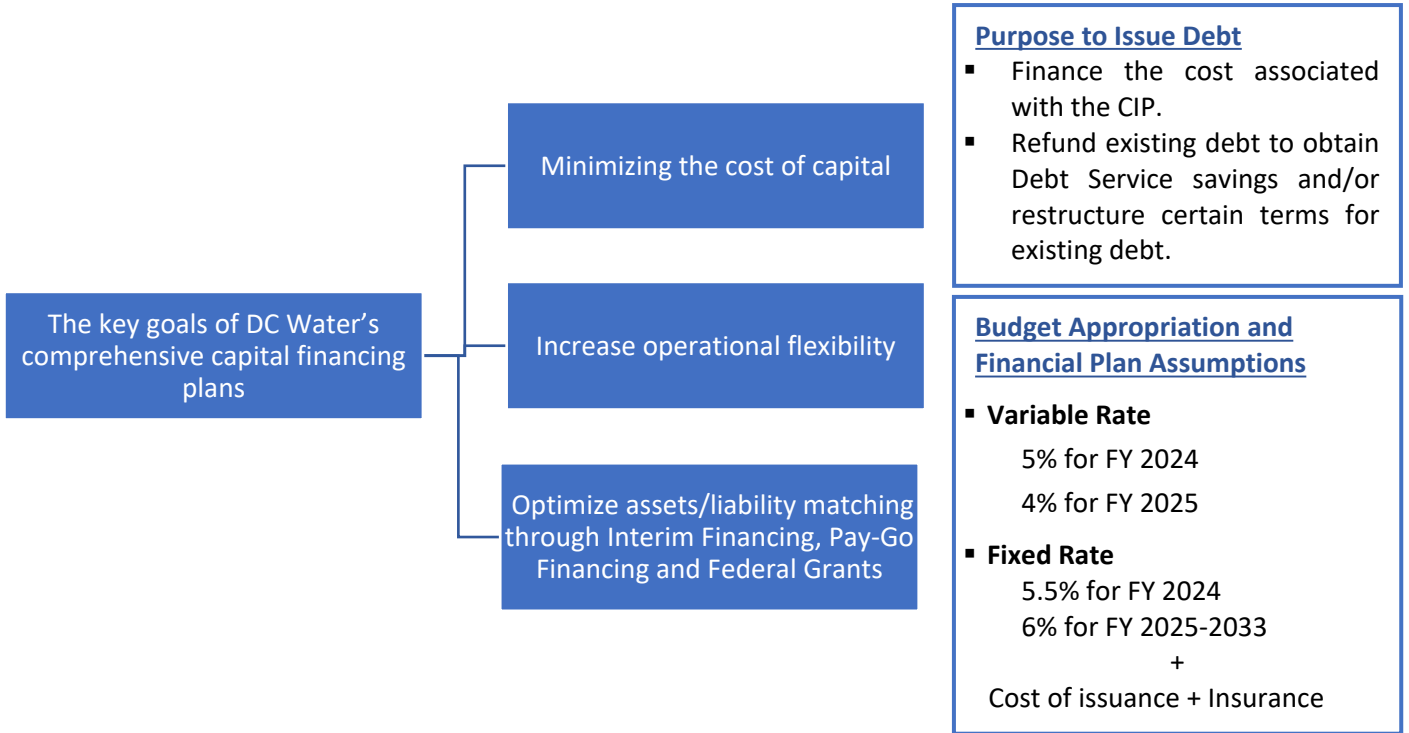 The key goals of DC Water’s
comprehensive capital financing
plans
Minimizing the cost of capital
Increase operational flexibility
Optimize assets/liability matching
through Interim Financing, Pay-Go
Financing and Federal Grants
Purpose to Issue Debt
▪ Finance the cost associated
with the CIP.
▪ Refund existing debt to obtain
Debt Service savings and/or
restructure certain terms for
existing debt.
Budget Appropriation and
Financial Plan Assumptions
▪ Variable Rate
5% for FY 2024
4% for FY 2025
▪ Fixed Rate
5.5% for FY 2024
6% for FY 2025-2033
+
Cost of issuance + Insurance